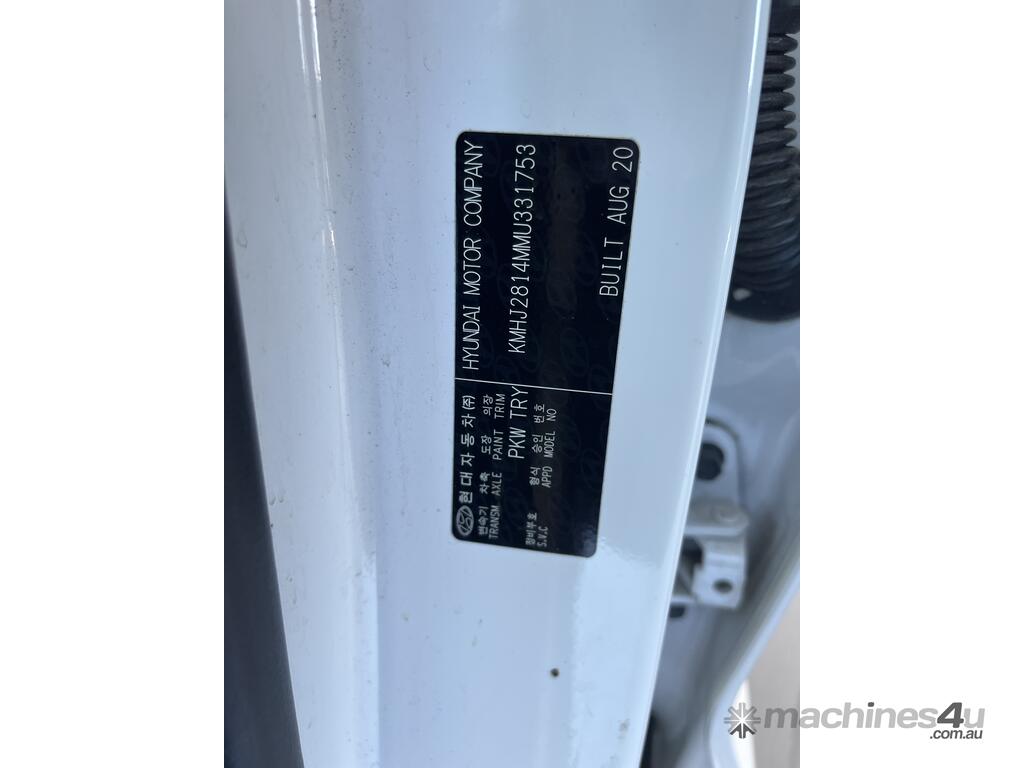 현대자동차(주) HYUNDAI MOTOR COMPANY
변속기 차축 도장 의장
TRANSM AXLE PAINT TRIM
PKW TRY KMHJ2814MMU331753
정비부호 형식 승인 번호
S.V.C APPD MODEL NO
BUILT AUG 20
machines4u
.com.au